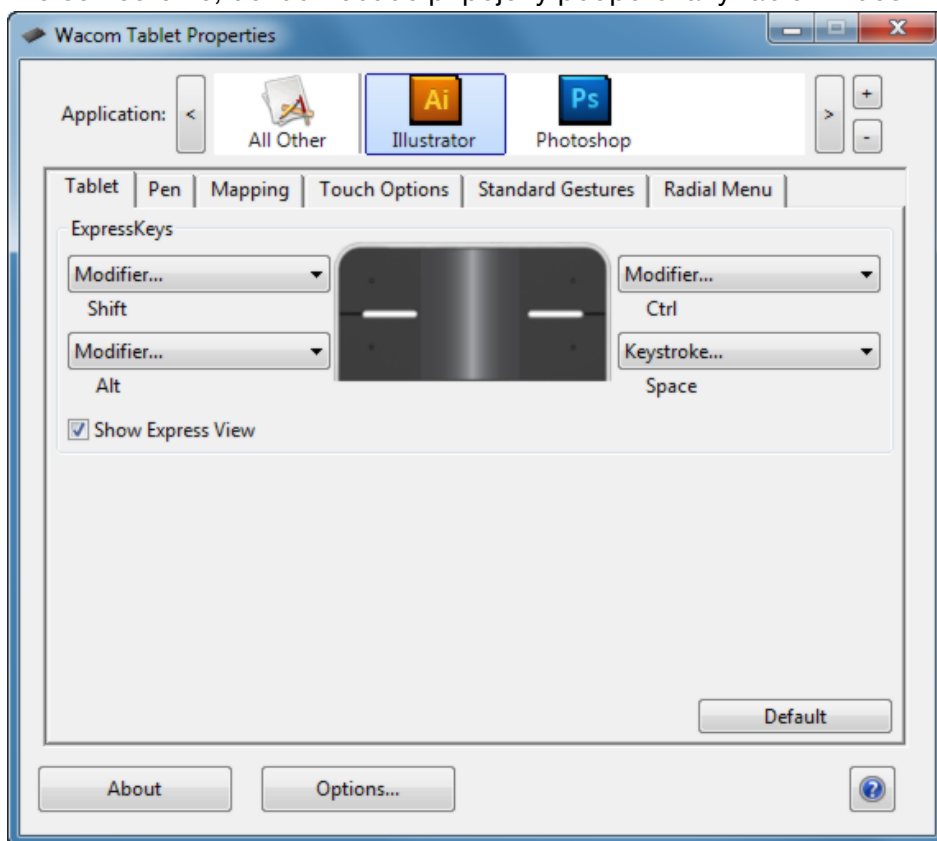 Wacom Tablet Properties
Application: < All Other Ai Illustrator Ps Photoshop > + -
Tablet Pen Mapping Touch Options Standard Gestures Radial Menu
ExpressKeys
Modifier... Modifier...
Shift Ctrl
Modifier... Keystroke...
Alt Space
Show Express View
Default
About Options... ?